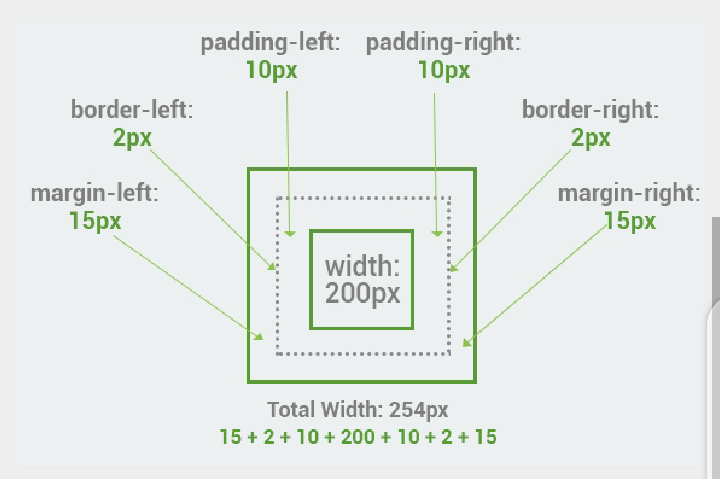 padding-left: padding-right:
10px 10px
border-left: border-right:
2px 2px
margin-left: margin-right:
15px 15px
width:
200px
Total Width: 254px
15 + 2 + 10 + 200 + 10 + 2 + 15